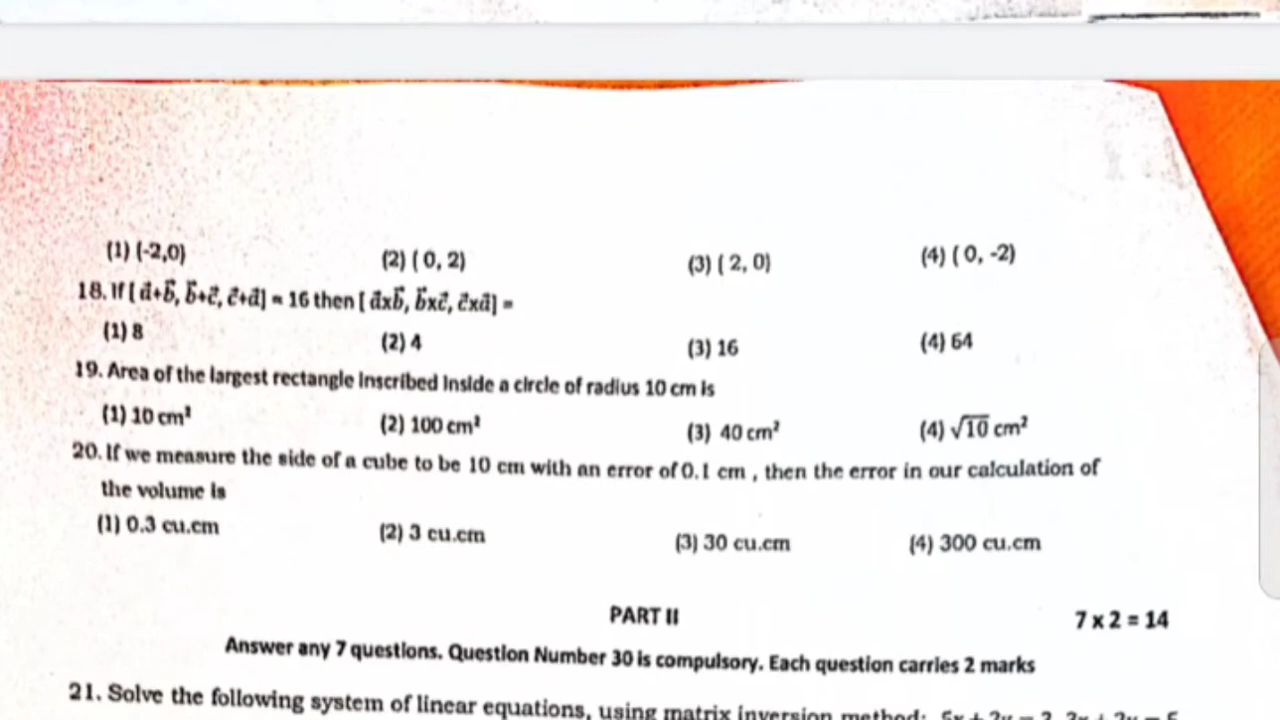 (1) (-2,0) (2) ( 0, 2) (3) ( 2, 0) (4) ( 0, -2)
18. If [ a⃗+b⃗, b⃗+c⃗, c⃗+a⃗] = 16 then [ a⃗xb⃗, b⃗xc⃗, c⃗xa⃗] =
(1) 8 (2) 4 (3) 16 (4) 64
19. Area of the largest rectangle inscribed inside a circle of radius 10 cm is
(1) 10 cm² (2) 100 cm² (3) 40 cm² (4) √10 cm²
20. If we measure the side of a cube to be 10 cm with an error of 0.1 cm , then the error in our calculation of
the volume is
(1) 0.3 cu.cm (2) 3 cu.cm (3) 30 cu.cm (4) 300 cu.cm
PART II 7 x 2 = 14
Answer any 7 questions. Question Number 30 is compulsory. Each question carries 2 marks
21. Solve the following system of linear equations, using matrix inversion method: